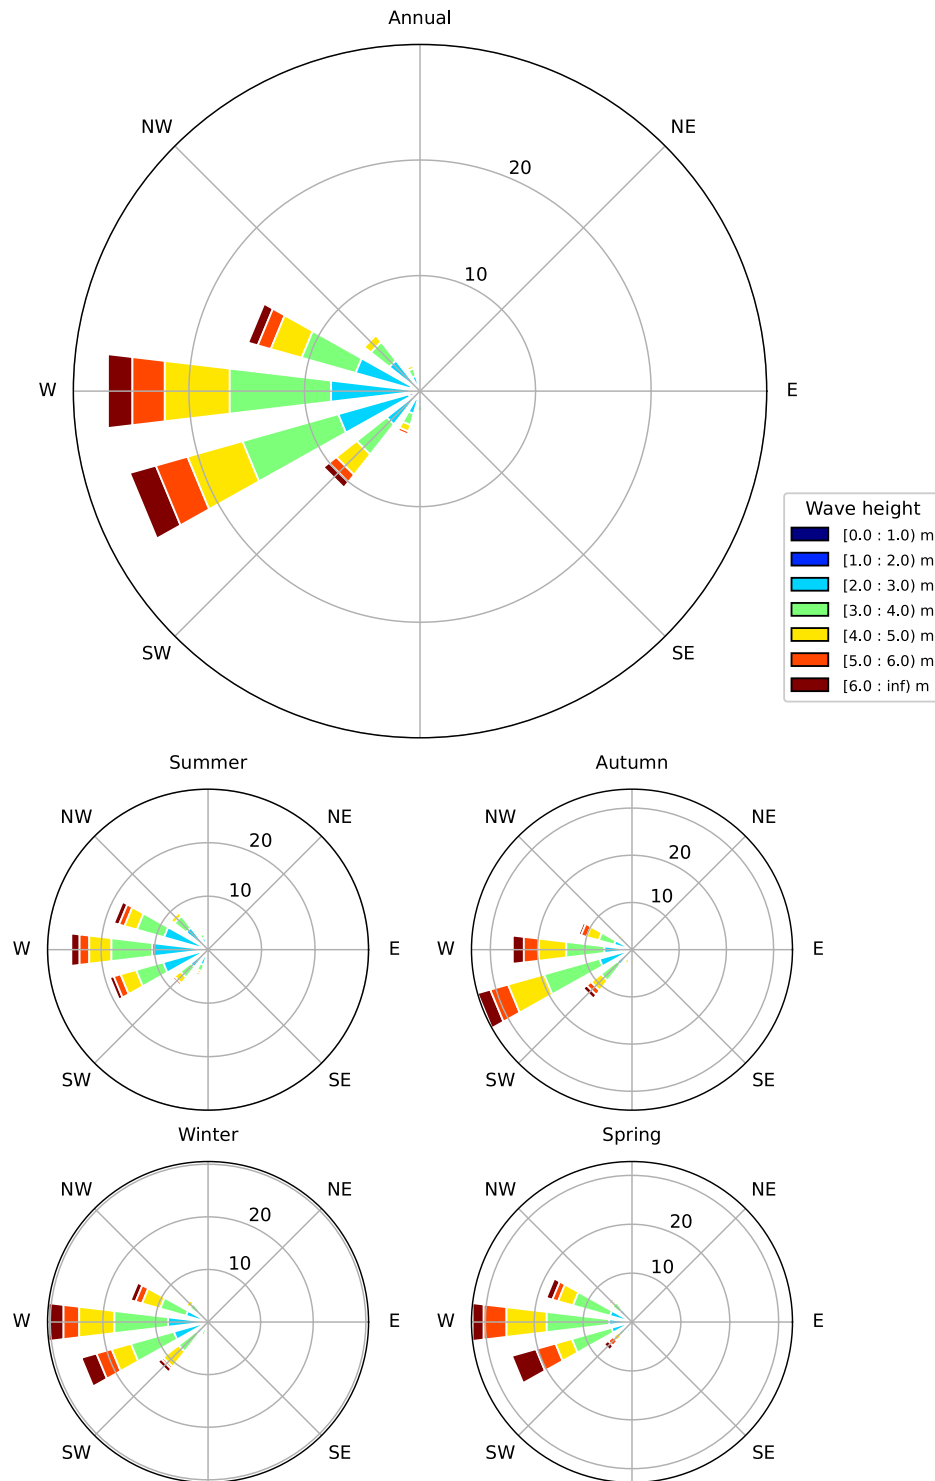 Annual
NW
NE
20
10
W
E
SW
SE
Wave height
[0.0 : 1.0) m
[1.0 : 2.0) m
[2.0 : 3.0) m
[3.0 : 4.0) m
[4.0 : 5.0) m
[5.0 : 6.0) m
[6.0 : inf) m
Summer
NW
NE
20
10
W
E
SW
SE
Autumn
NW
NE
20
10
W
E
SW
SE
Winter
NW
NE
20
10
W
E
SW
SE
Spring
NW
NE
20
10
W
E
SW
SE